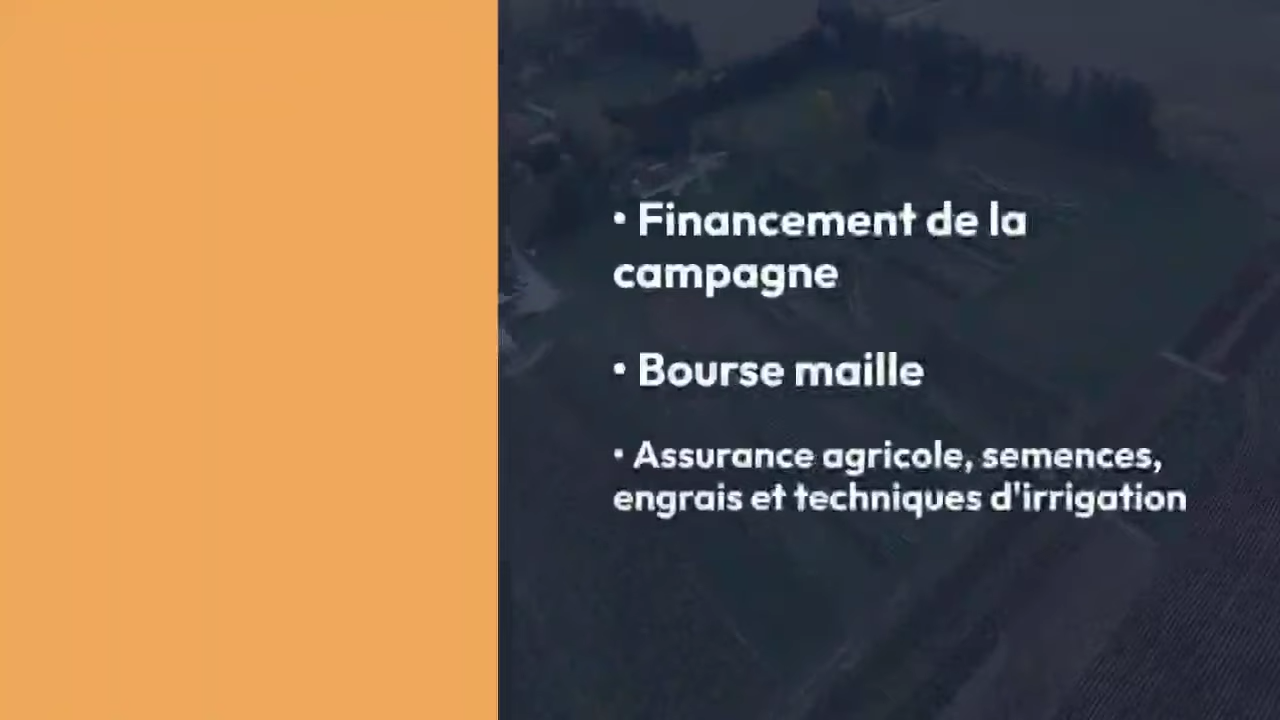 • Financement de la
campagne
• Bourse maille
• Assurance agricole, semences,
engrais et techniques d'irrigation